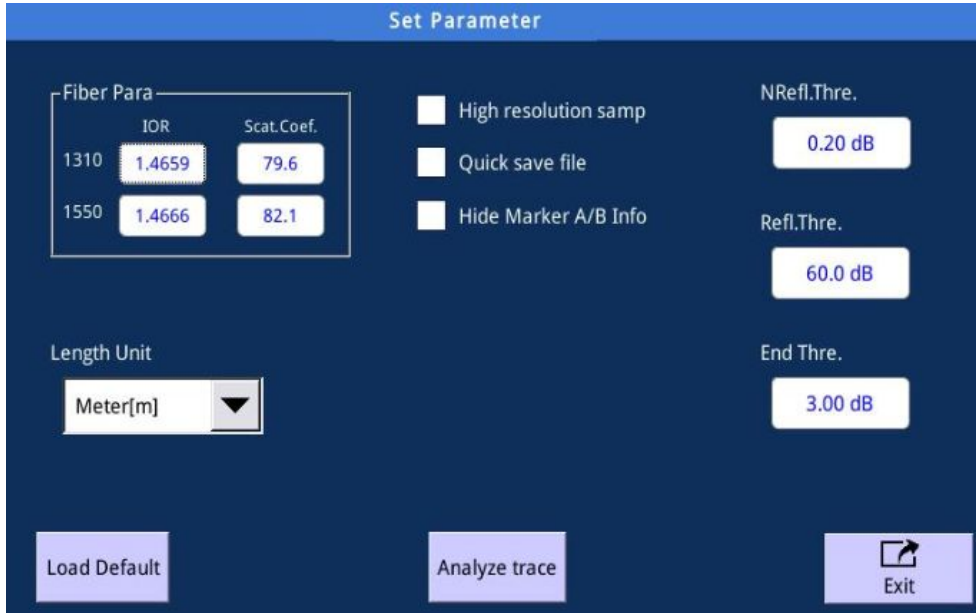 Set Parameter
Fiber Para
IOR Scat.Coef.
1310 1.4659 79.6
1550 1.4666 82.1
High resolution samp
Quick save file
Hide Marker A/B Info
NRefl.Thre.
0.20 dB
Refl.Thre.
60.0 dB
Length Unit
Meter[m]
End Thre.
3.00 dB
Load Default
Analyze trace
Exit